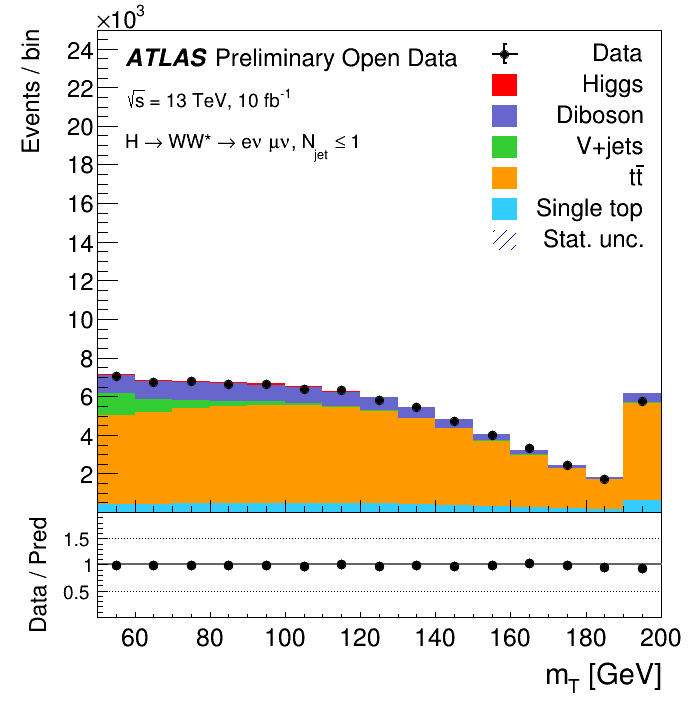 ×10³
Events / bin
24
22
20
18
16
14
12
10
8
6
4
2
ATLAS Preliminary Open Data
√s = 13 TeV, 10 fb⁻¹
H → WW* → eν μν, N_jet ≤ 1
Data
Higgs
Diboson
V+jets
tt̄
Single top
Stat. unc.
Data / Pred
1.5
1
0.5
60 80 100 120 140 160 180 200
m_T [GeV]